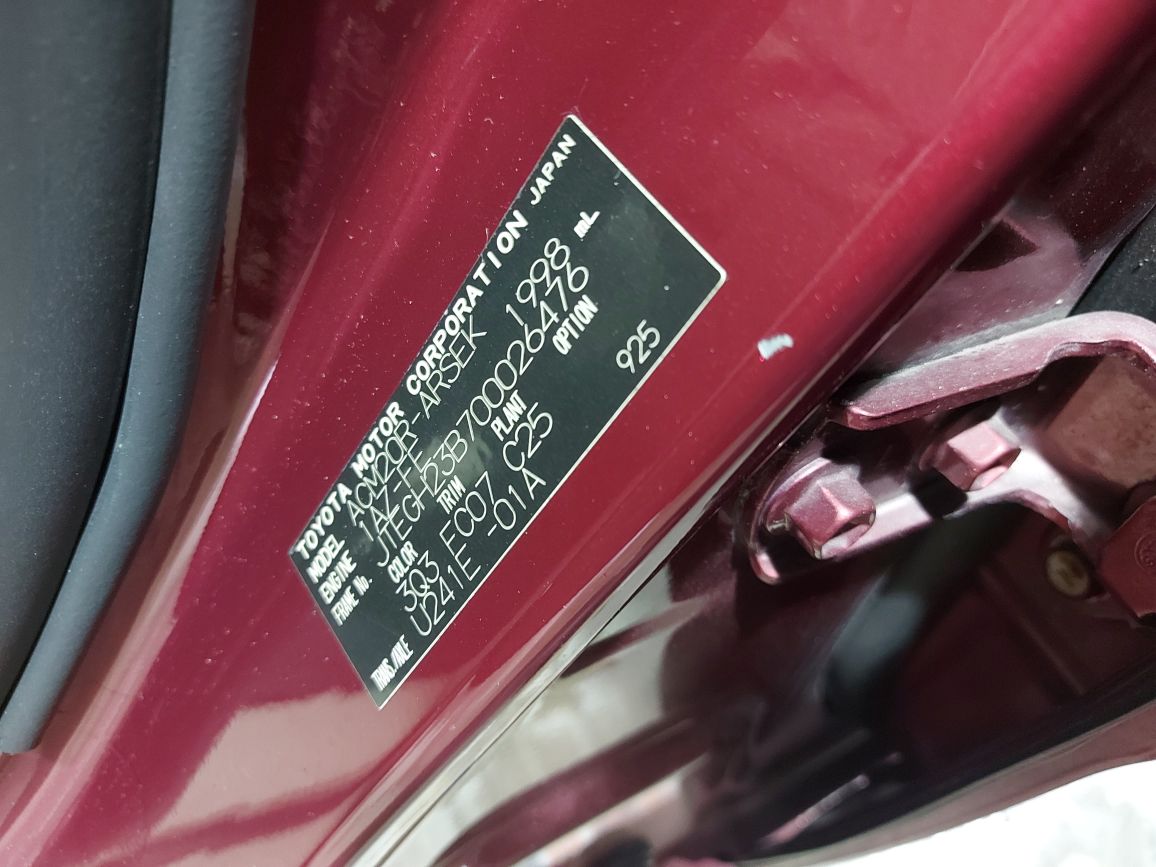 TOYOTA MOTOR CORPORATION JAPAN
MODEL ACM20R-ARSEK 1998 mL
ENGINE 1AZ-FE
FRAME No. JTEGH23B700026476
COLOR TRIM PLANT OPTION
3Q3 FC07 C25 925
TRANS./AXLE U241E -01A